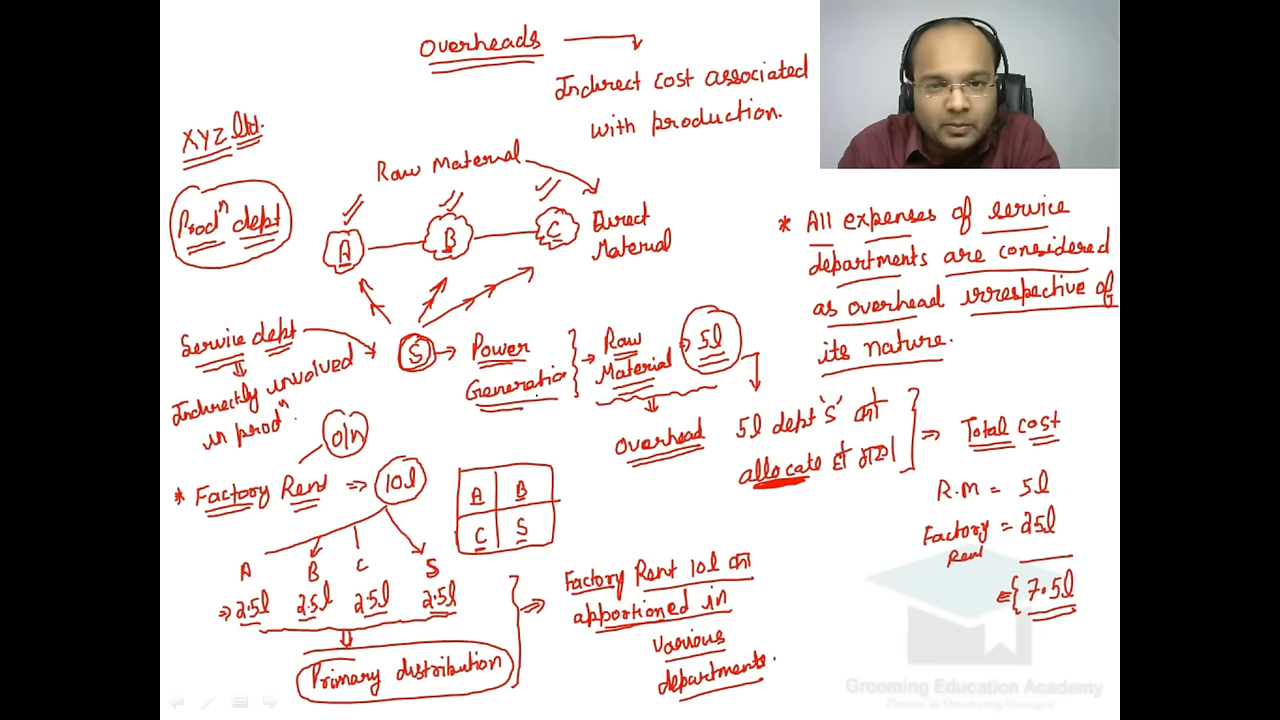 Overheads
Indirect cost associated
with production.
XYZ ltd.
Prodⁿ dept
Raw Material
A
B
C
Direct
Material
* All expenses of service
departments are considered
as overhead irrespective of
its nature.
Service dept
Indirectly involved
in prodⁿ.
S
Power
Generation
Raw
Material
5l
Overhead
5l dept 'S' का
allocate हो गया
Total cost
R.M = 5l
Factory Rent = 2.5l
= { 7.5l
O/H
* Factory Rent ⇒ 10l
A B
C S
A B C S
⇒ 2.5l 2.5l 2.5l 2.5l
Primary distribution
Factory Rent 10l का
apportioned in
various
departments.
Grooming Education Academy